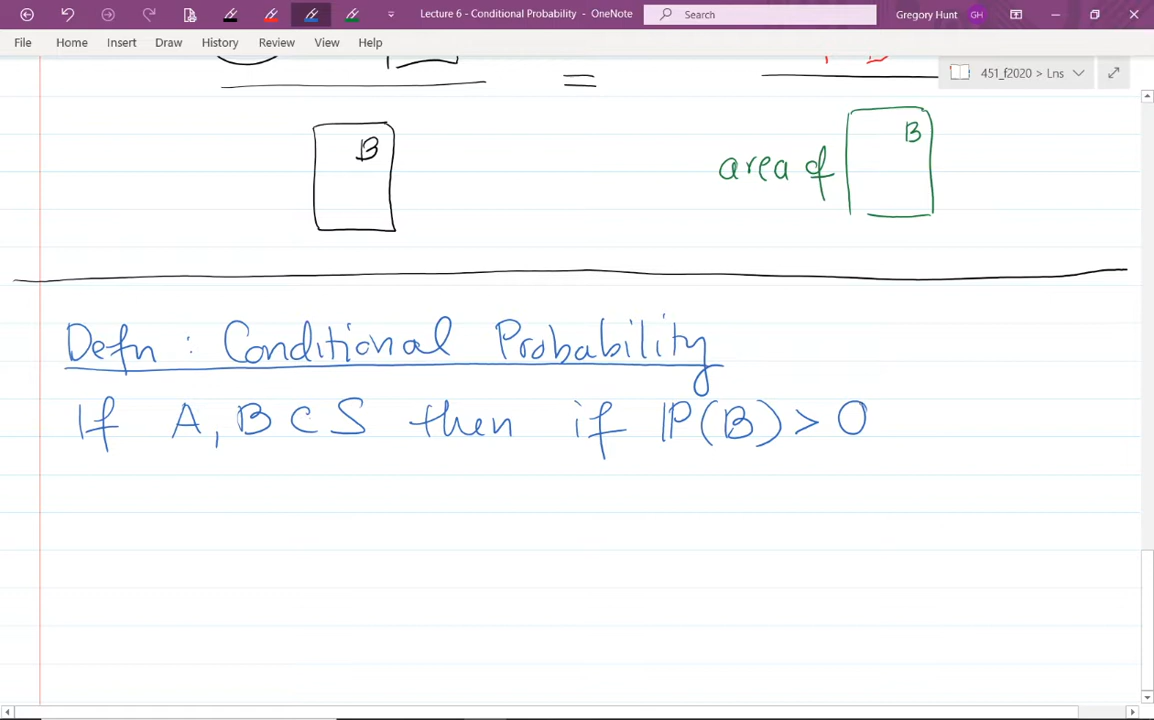 Lecture 6 - Conditional Probability - OneNote
Search
Gregory Hunt GH
File Home Insert Draw History Review View Help
451_f2020 > Lns
=
B
area of B
Defn : Conditional Probability
If A, B ⊂ S then if P(B) > 0